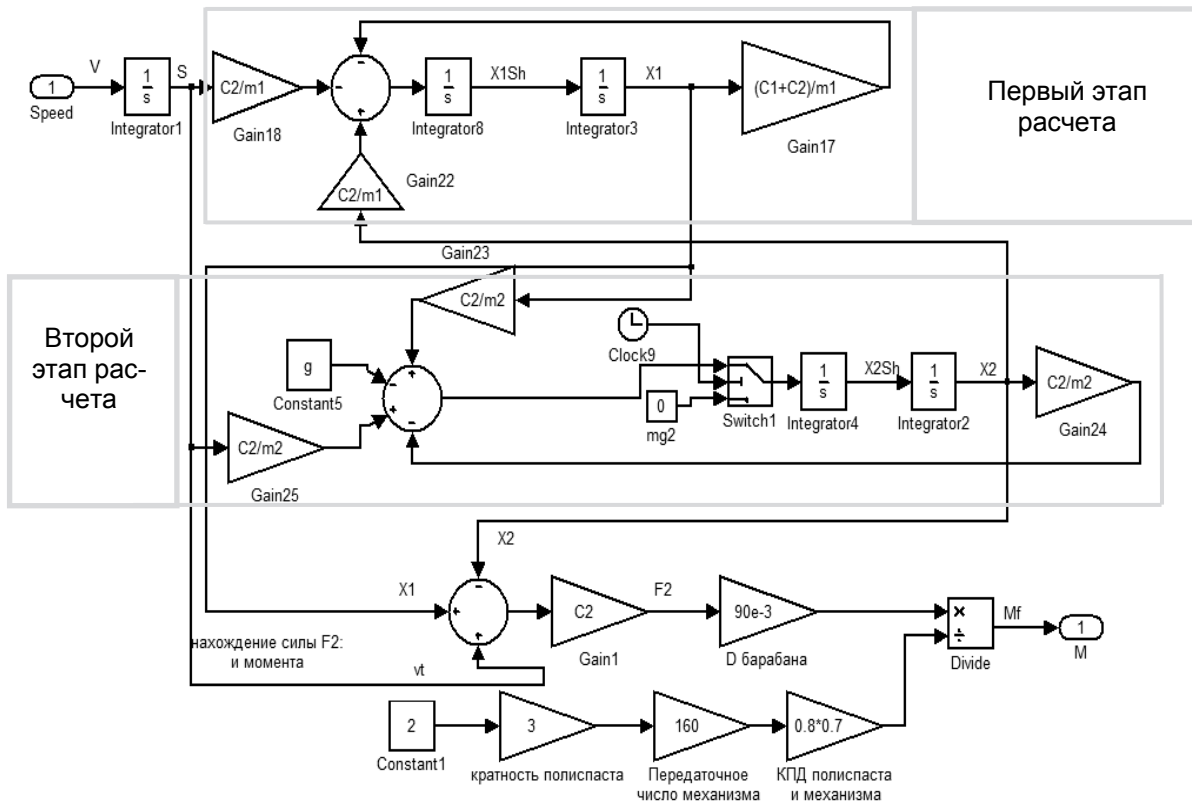 V
S
1
Speed
1
s
Integrator1
C2/m1
Gain18
-
-
+
1
s
Integrator8
X1Sh
1
s
Integrator3
X1
(C1+C2)/m1
Gain17
Первый этап
расчета
C2/m1
Gain22
Gain23
C2/m2
Второй
этап рас-
чета
g
Constant5
C2/m2
Gain25
+
-
+
-
Clock9
0
mg2
Switch1
1
s
Integrator4
X2Sh
1
s
Integrator2
X2
C2/m2
Gain24
X2
X1
-
+
+
C2
Gain1
F2
90e-3
D барабана
×
÷
Divide
Mf
1
M
нахождение силы F2:
и момента
vt
2
Constant1
3
кратность полиспаста
160
Передаточное
число механизма
0.8*0.7
КПД полиспаста
и механизма